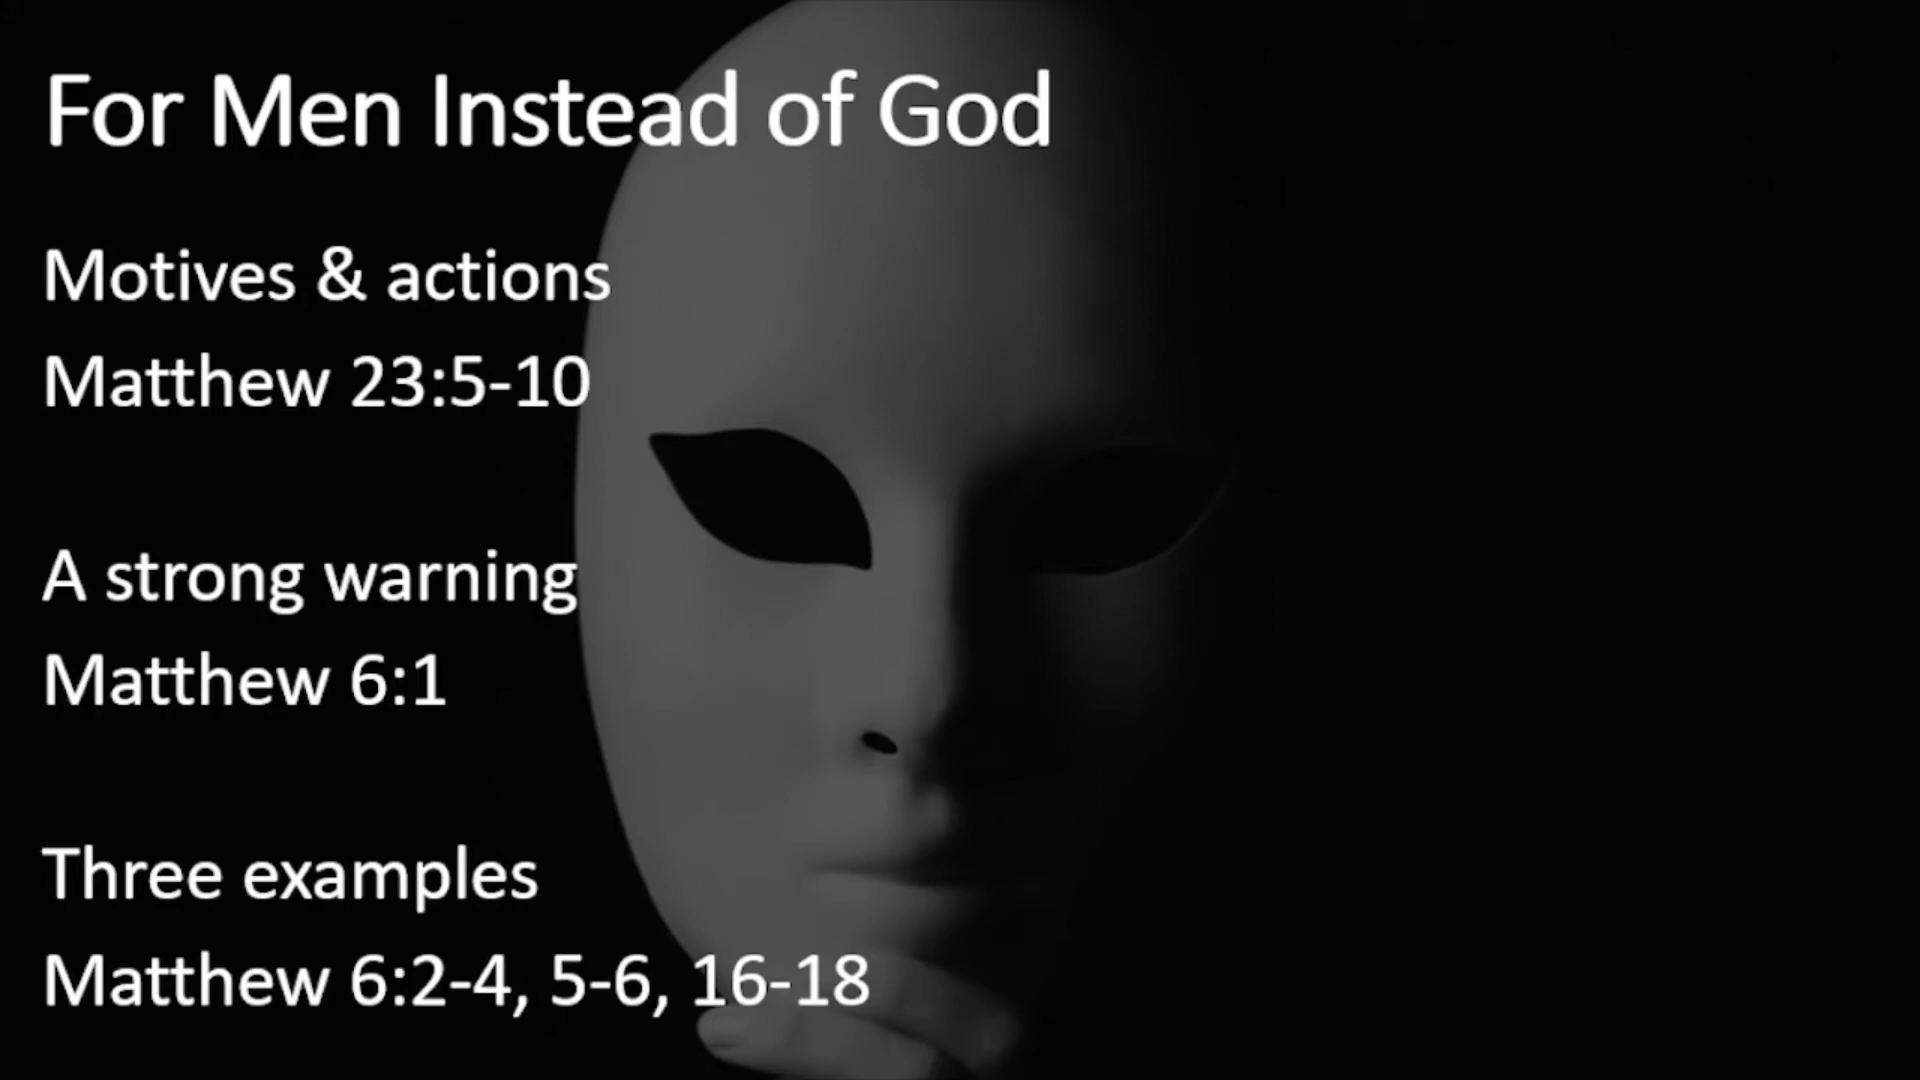 For Men Instead of God
Motives & actions
Matthew 23:5-10
A strong warning
Matthew 6:1
Three examples
Matthew 6:2-4, 5-6, 16-18